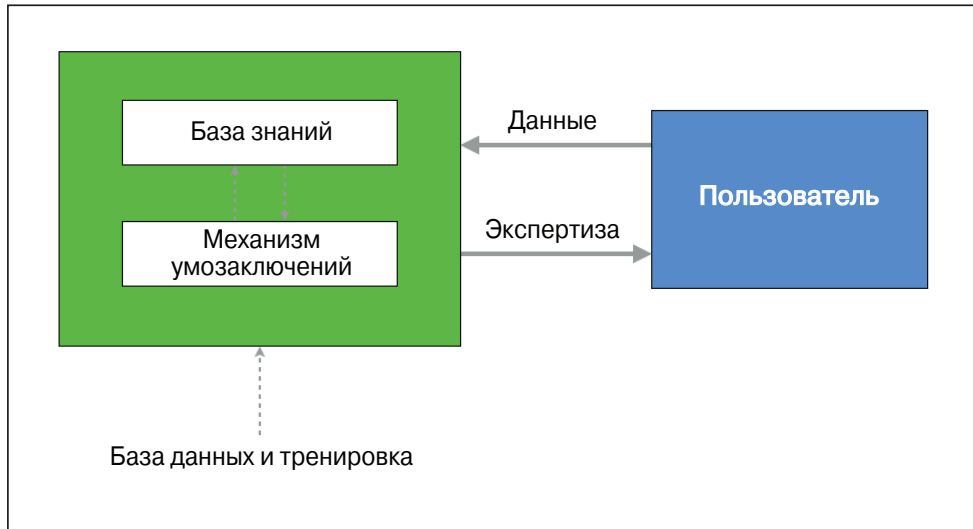 База знаний
Механизм
умозаключений
Данные
Экспертиза
Пользователь
База данных и тренировка